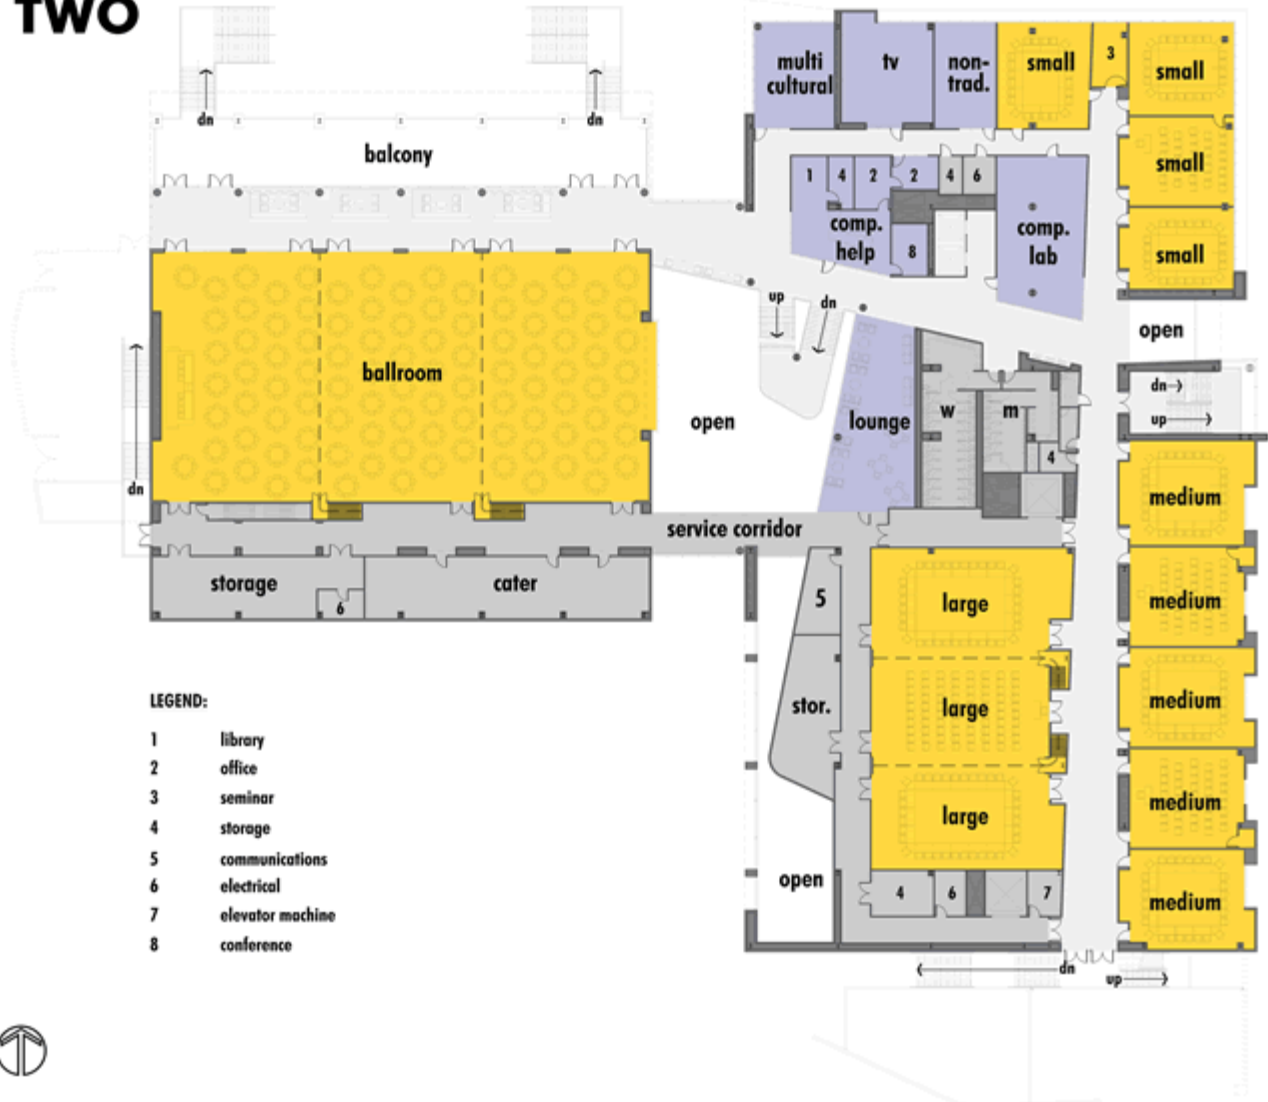 TWO
multi
cultural
tv
non-
trad.
small
3
small
dn
dn
balcony
small
1
4
2
2
4
6
comp.
help
8
comp.
lab
small
up
dn
open
ballroom
open
lounge
w
m
4
dn
up
dn
medium
service corridor
storage
6
cater
5
large
medium
stor.
large
medium
large
medium
open
4
6
7
medium
dn
up
LEGEND:
1 library
2 office
3 seminar
4 storage
5 communications
6 electrical
7 elevator machine
8 conference